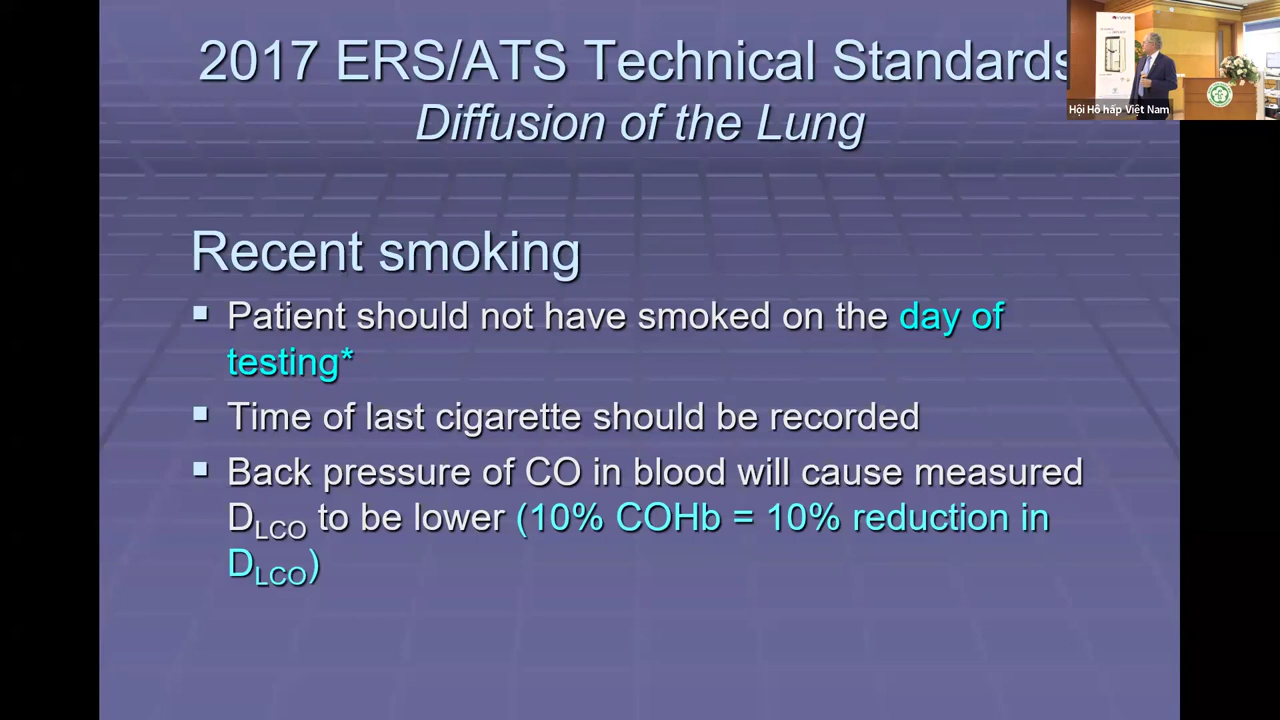 2017 ERS/ATS Technical Standards
Diffusion of the Lung
Hội Hô hấp Việt Nam
Recent smoking
▪ Patient should not have smoked on the day of
testing*
▪ Time of last cigarette should be recorded
▪ Back pressure of CO in blood will cause measured
DLCO to be lower (10% COHb = 10% reduction in
DLCO)